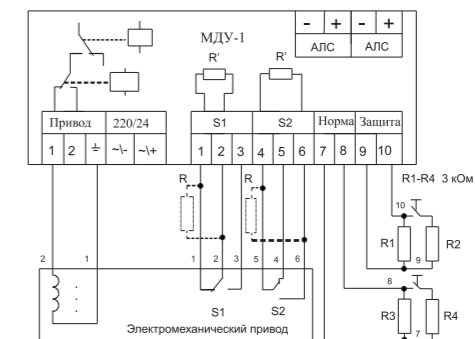 - + - +
МДУ-1
АЛС АЛС
R' R'
Привод 220/24 S1 S2 Норма Защита
1 2 ~\- ~\+ 1 2 3 4 5 6 7 8 9 10
R1-R4 3 кОм
R R
10
R1 R2
9
2 1 1 2 3 5 4 6
8
S1 S2
R3 R4
Электромеханический привод
7